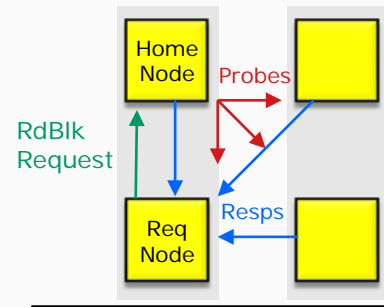 Home
Node
Probes
RdBlk
Request
Resps
Req
Node